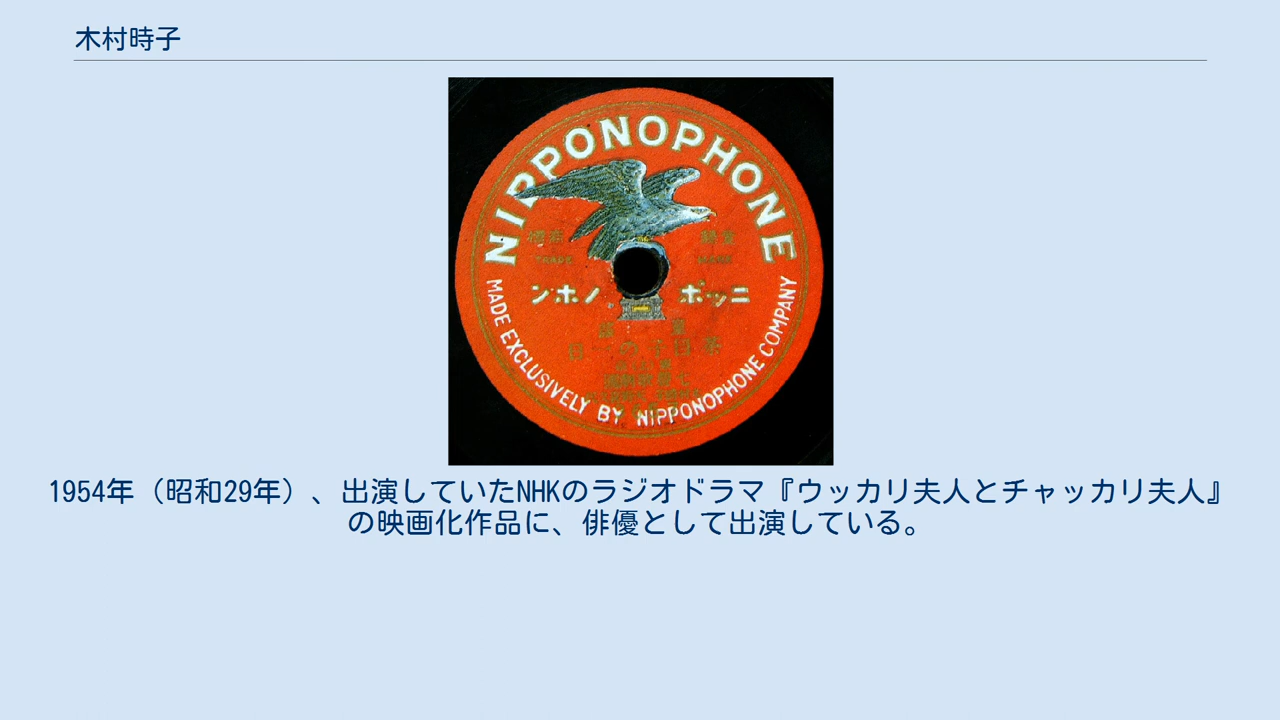 木村時子
NIPPONOPHONE
TRADE
ニッポノホン
MADE EXCLUSIVELY BY NIPPONOPHONE COMPANY
1954年（昭和29年）、出演していたNHKのラジオドラマ『ウッカリ夫人とチャッカリ夫人』
の映画化作品に、俳優として出演している。